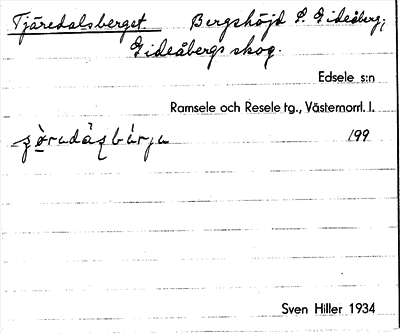 Tjäredalsberget. Bergshöjd S. Gideåberg;
Gideåbergs skog.
Edsele s:n
Ramsele och Resele tg., Västernorrl. l.
199
Sven Hiller 1934